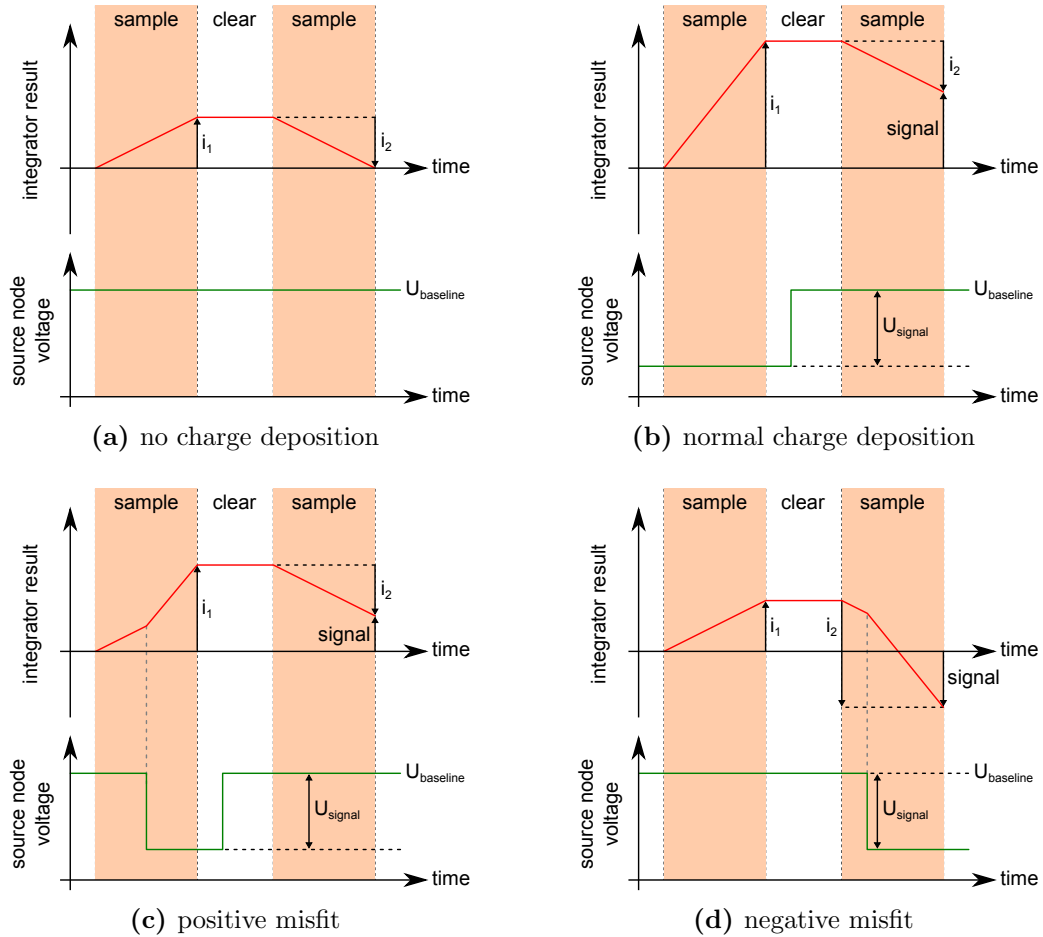 sample clear sample
integrator result
i1
i2
time
source node
voltage
Ubaseline
time
(a) no charge deposition
sample clear sample
integrator result
i1
i2
signal
time
source node
voltage
Ubaseline
Usignal
time
(b) normal charge deposition
sample clear sample
integrator result
i1
i2
signal
time
source node
voltage
Ubaseline
Usignal
time
(c) positive misfit
sample clear sample
integrator result
i1
i2
time
signal
source node
voltage
Ubaseline
Usignal
time
(d) negative misfit